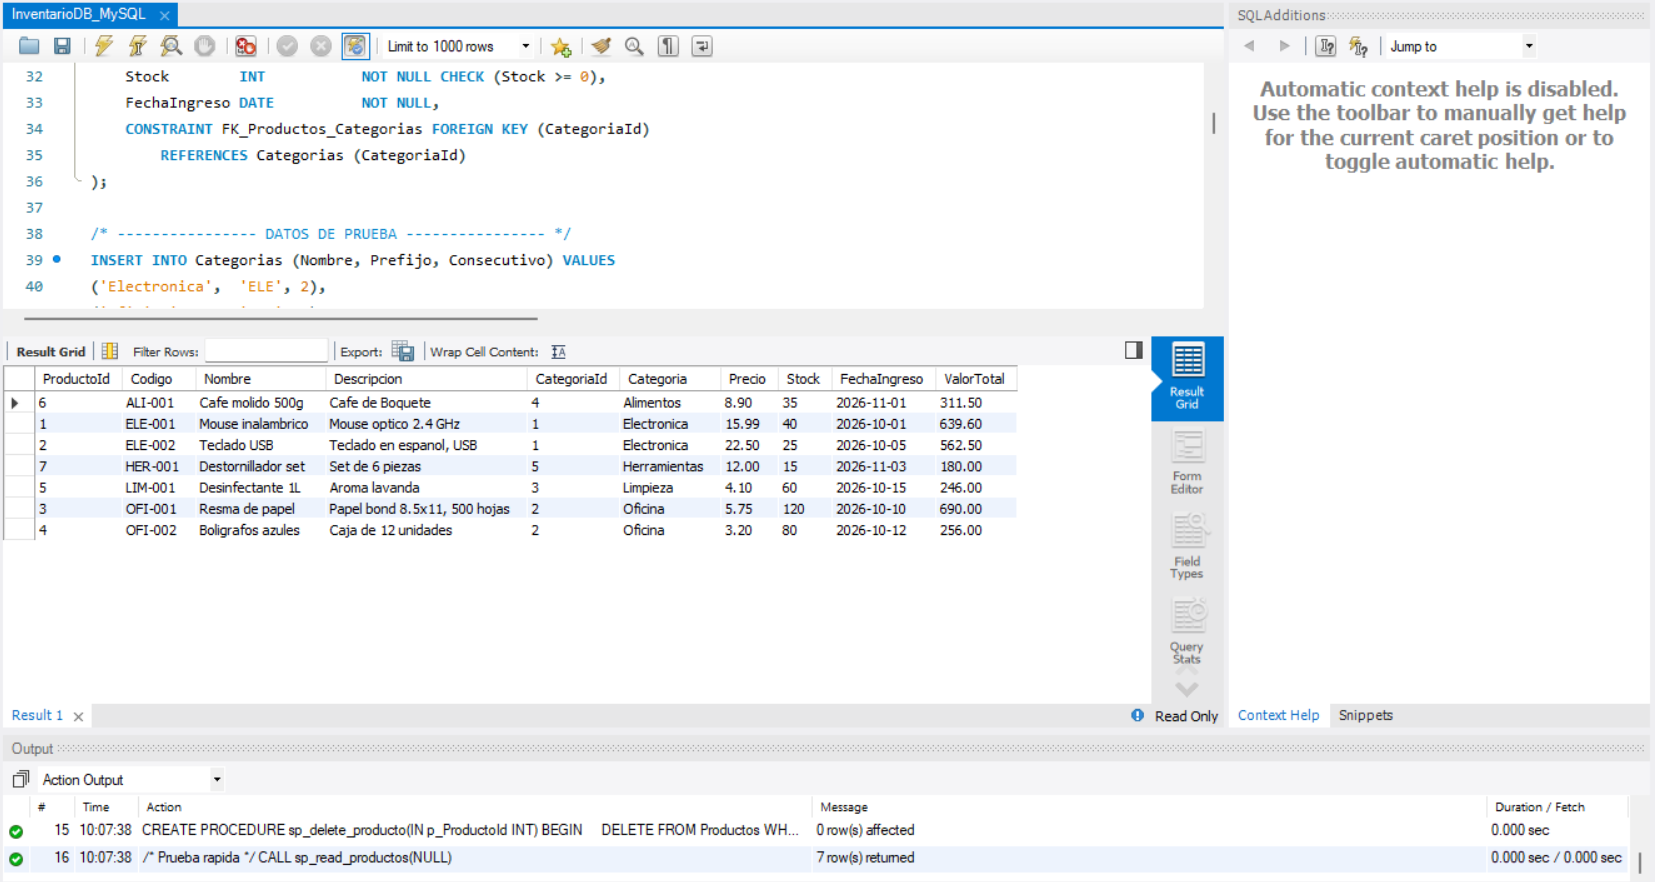 InventarioDB_MySQL
SQLAdditions
Limit to 1000 rows
Jump to
32 Stock INT NOT NULL CHECK (Stock >= 0),
33 FechaIngreso DATE NOT NULL,
34 CONSTRAINT FK_Productos_Categorias FOREIGN KEY (CategoriaId)
35 REFERENCES Categorias (CategoriaId)
36 );
37
38 /* ---------------- DATOS DE PRUEBA ---------------- */
39 INSERT INTO Categorias (Nombre, Prefijo, Consecutivo) VALUES
40 ('Electronica', 'ELE', 2),
Automatic context help is disabled.
Use the toolbar to manually get help
for the current caret position or to
toggle automatic help.
Result Grid Filter Rows: Export: Wrap Cell Content:
ProductoId Codigo Nombre Descripcion CategoriaId Categoria Precio Stock FechaIngreso ValorTotal
6 ALI-001 Cafe molido 500g Cafe de Boquete 4 Alimentos 8.90 35 2026-11-01 311.50
1 ELE-001 Mouse inalambrico Mouse optico 2.4 GHz 1 Electronica 15.99 40 2026-10-01 639.60
2 ELE-002 Teclado USB Teclado en espanol, USB 1 Electronica 22.50 25 2026-10-05 562.50
7 HER-001 Destornillador set Set de 6 piezas 5 Herramientas 12.00 15 2026-11-03 180.00
5 LIM-001 Desinfectante 1L Aroma lavanda 3 Limpieza 4.10 60 2026-10-15 246.00
3 OFI-001 Resma de papel Papel bond 8.5x11, 500 hojas 2 Oficina 5.75 120 2026-10-10 690.00
4 OFI-002 Boligrafos azules Caja de 12 unidades 2 Oficina 3.20 80 2026-10-12 256.00
Result
Grid
Form
Editor
Field
Types
Query
Stats
Result 1
Read Only
Context Help Snippets
Output
Action Output
# Time Action Message Duration / Fetch
15 10:07:38 CREATE PROCEDURE sp_delete_producto(IN p_ProductoId INT) BEGIN DELETE FROM Productos WH... 0 row(s) affected 0.000 sec
16 10:07:38 /* Prueba rapida */ CALL sp_read_productos(NULL) 7 row(s) returned 0.000 sec / 0.000 sec